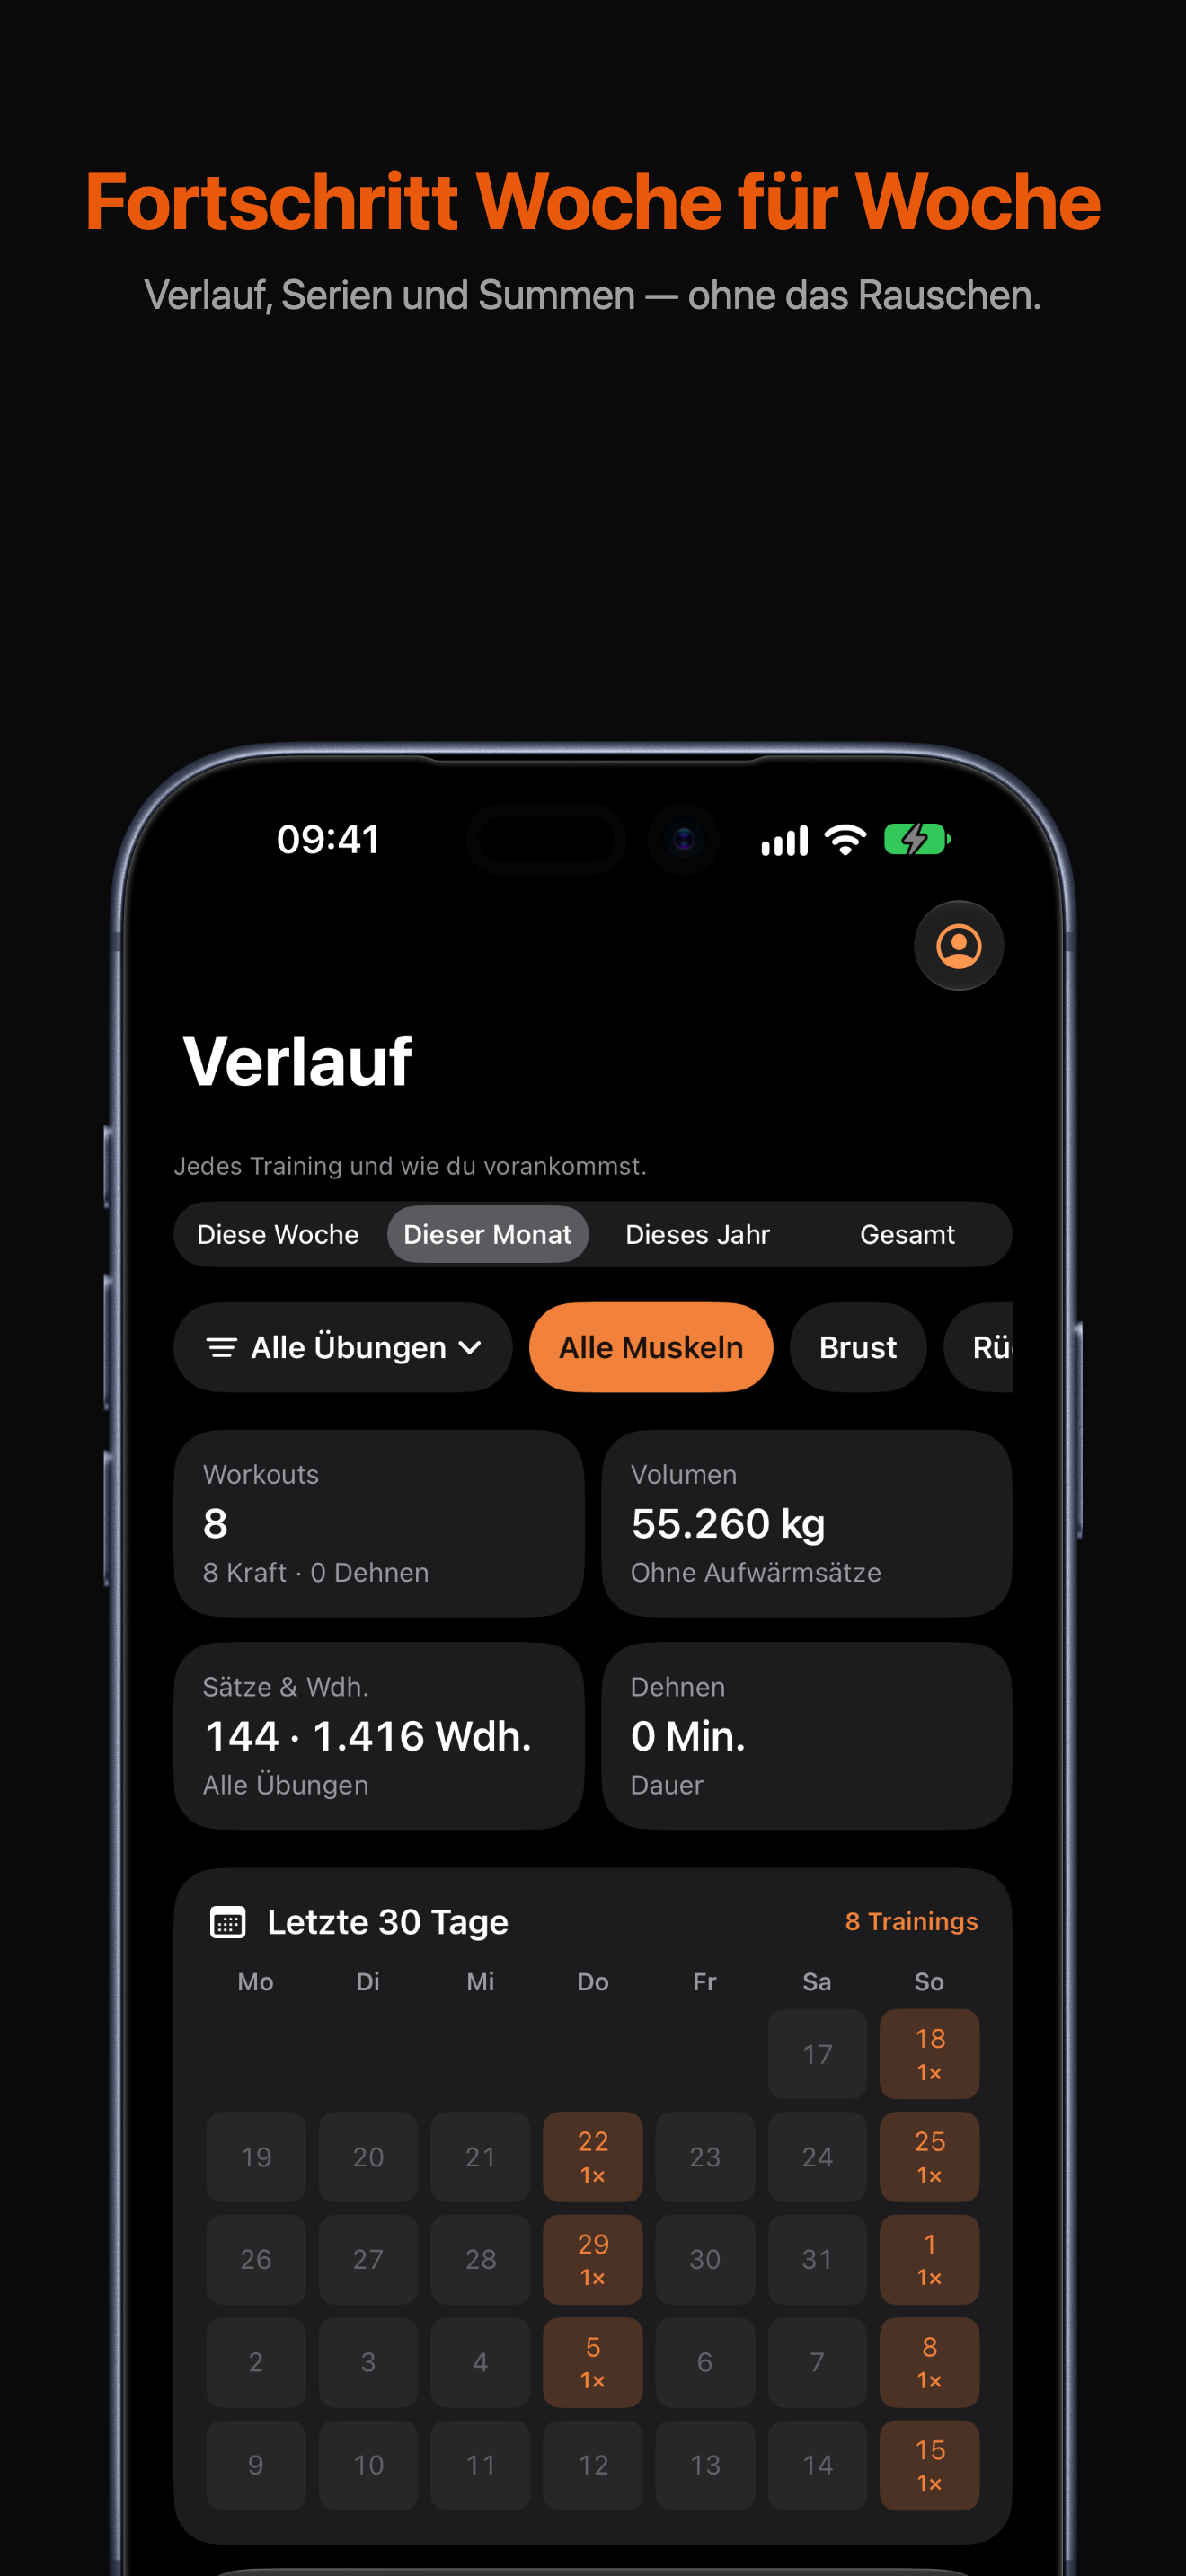 Fortschritt Woche für Woche
Verlauf, Serien und Summen — ohne das Rauschen.
09:41
Verlauf
Jedes Training und wie du vorankommst.
Diese Woche Dieser Monat Dieses Jahr Gesamt
Alle Übungen Alle Muskeln Brust Rü
Workouts Volumen
8 55.260 kg
8 Kraft · 0 Dehnen Ohne Aufwärmsätze
Sätze & Wdh. Dehnen
144 · 1.416 Wdh. 0 Min.
Alle Übungen Dauer
Letzte 30 Tage 8 Trainings
Mo Di Mi Do Fr Sa So
17 18
1×
19 20 21 22 23 24 25
1× 1×
26 27 28 29 30 31 1
1× 1×
2 3 4 5 6 7 8
1× 1×
9 10 11 12 13 14 15
1×